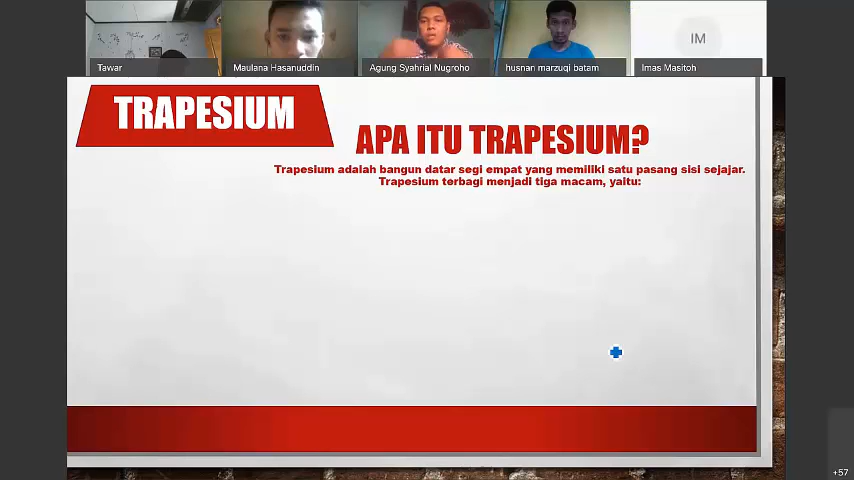 Tawar
Maulana Hasanuddin
Agung Syahrial Nugroho
husnan marzuqi batam
IM
Imas Masitoh
TRAPESIUM
APA ITU TRAPESIUM?
Trapesium adalah bangun datar segi empat yang memiliki satu pasang sisi sejajar.
Trapesium terbagi menjadi tiga macam, yaitu:
+57